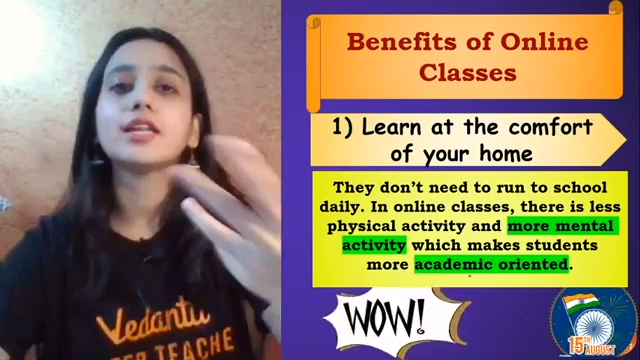 Benefits of Online
Classes
1) Learn at the comfort
of your home
They don't need to run to school
daily. In online classes, there is less
physical activity and more mental
activity which makes students
more academic oriented.
WOW!
15TH
AUGUST
Vedantu
TEACHE